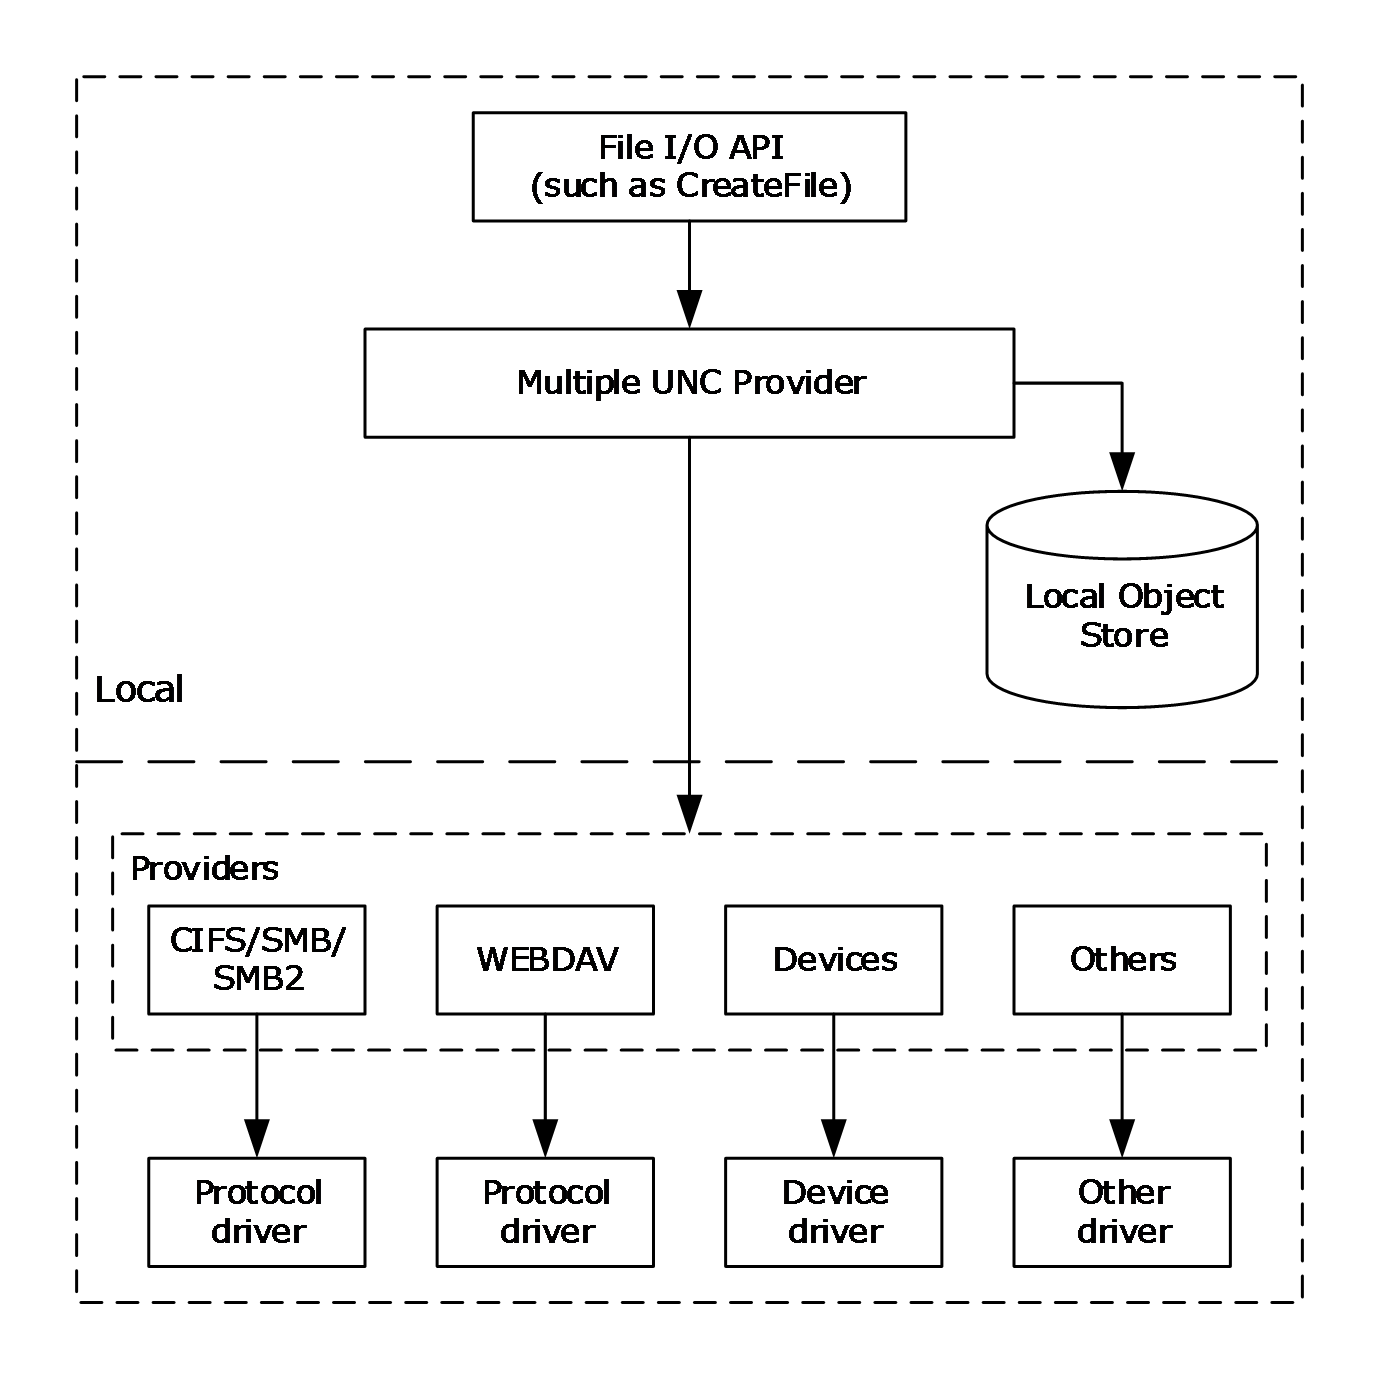 File I/O API
(such as CreateFile)
Multiple UNC Provider
Local Object
Store
Local
Providers
CIFS/SMB/
SMB2
WEBDAV
Devices
Others
Protocol
driver
Protocol
driver
Device
driver
Other
driver